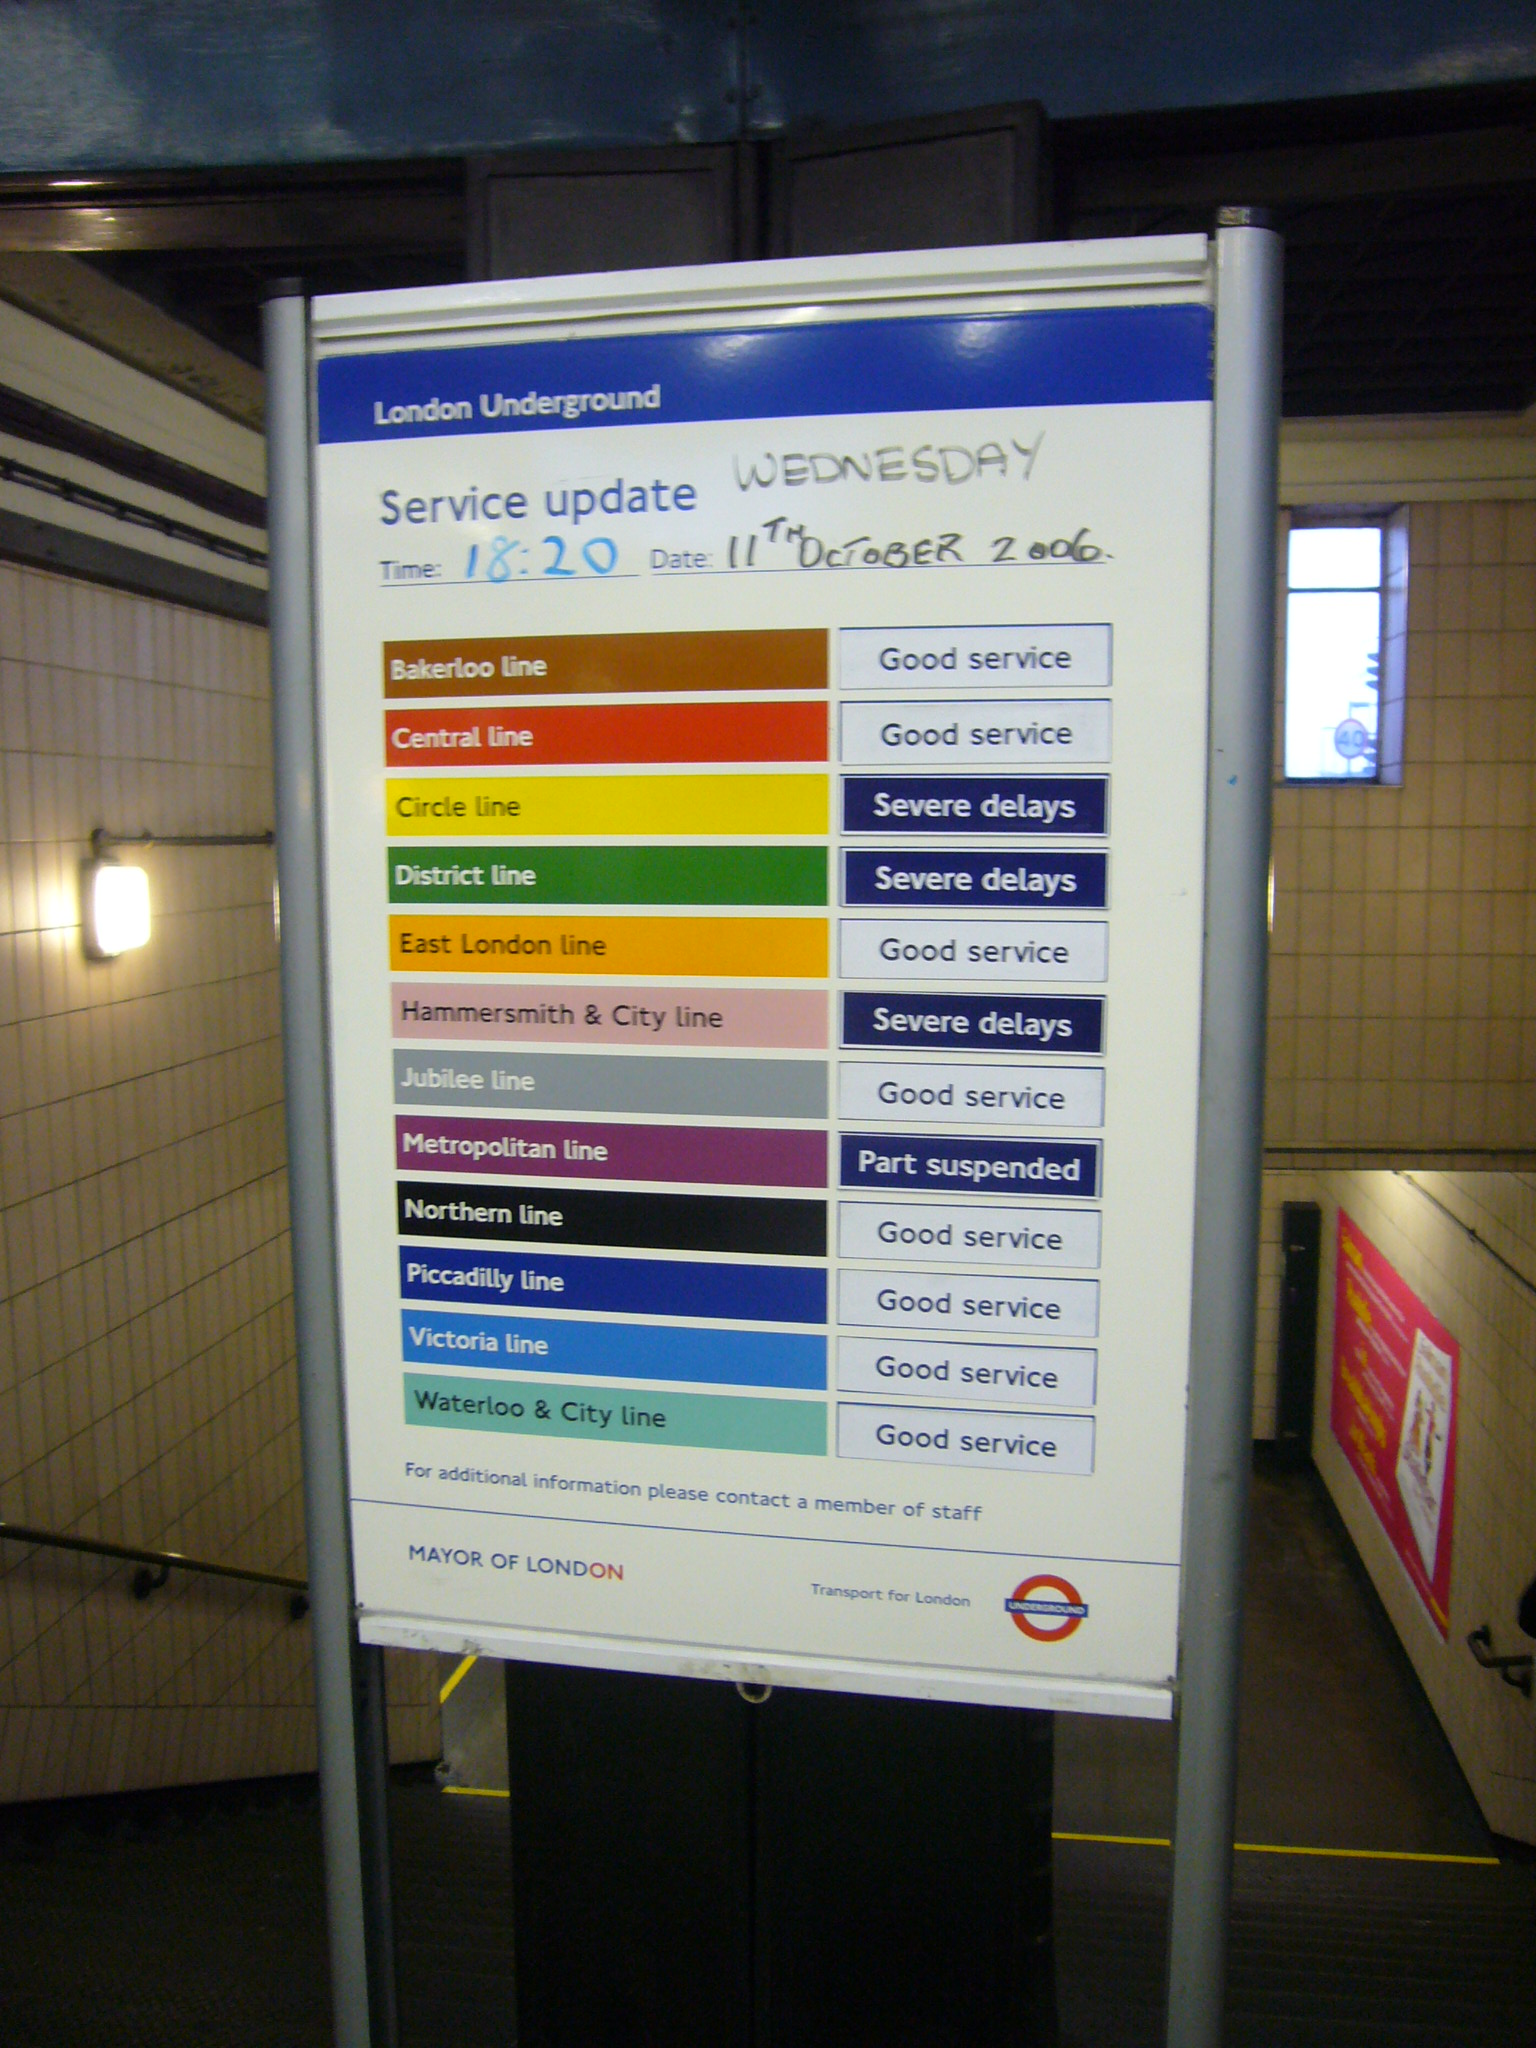 London Underground
Service update WEDNESDAY
Time: 18:20 Date: 11TH OCTOBER 2006.
Bakerloo line Good service
Central line Good service
Circle line Severe delays
District line Severe delays
East London line Good service
Hammersmith & City line Severe delays
Jubilee line Good service
Metropolitan line Part suspended
Northern line Good service
Piccadilly line Good service
Victoria line Good service
Waterloo & City line Good service
For additional information please contact a member of staff
MAYOR OF LONDON
Transport for London
UNDERGROUND
40